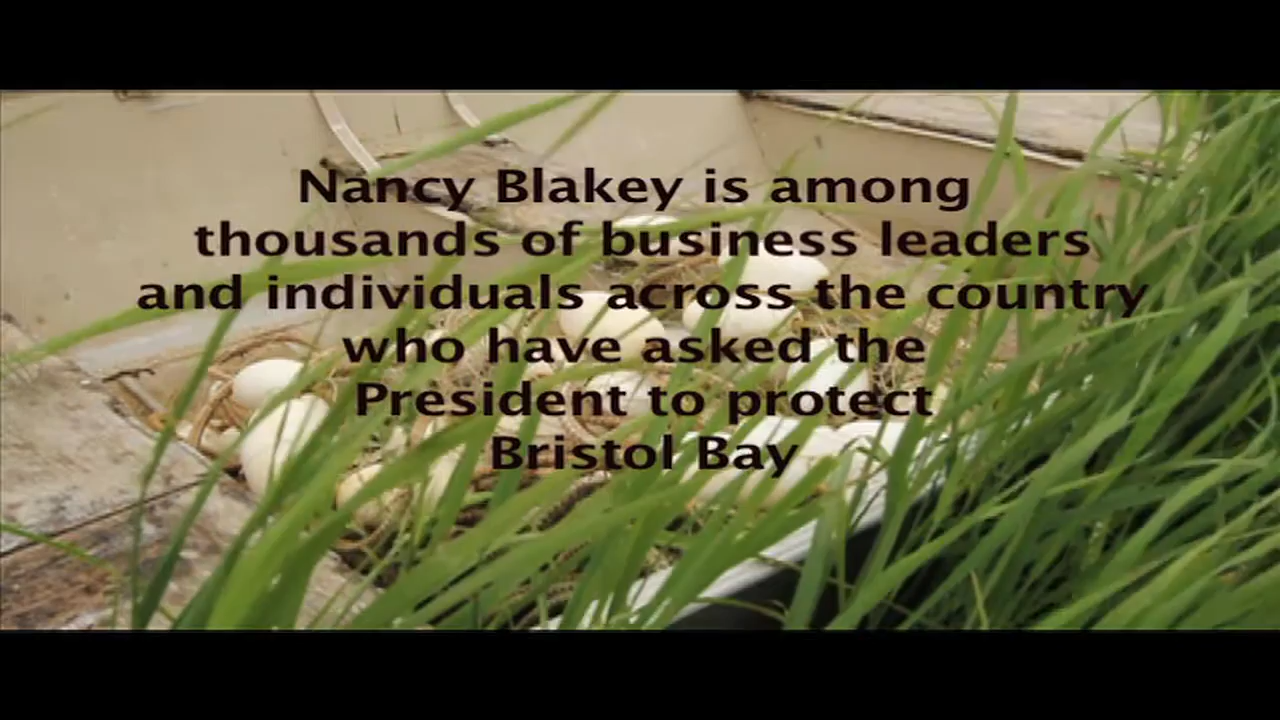 Nancy Blakey is among
thousands of business leaders
and individuals across the country
who have asked the
President to protect
Bristol Bay